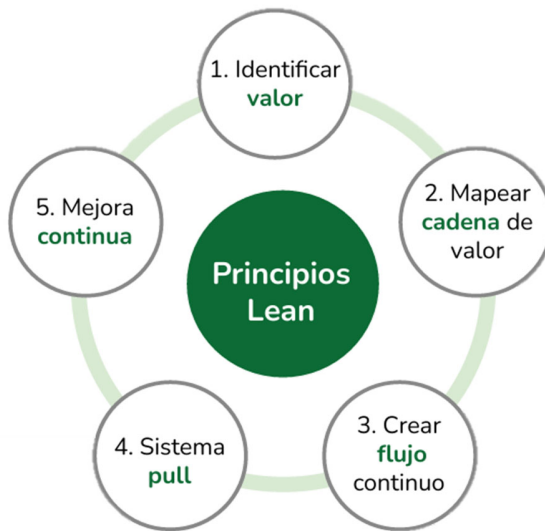 1. Identificar
valor
2. Mapear
cadena de
valor
3. Crear
flujo
continuo
4. Sistema
pull
5. Mejora
continua
Principios
Lean